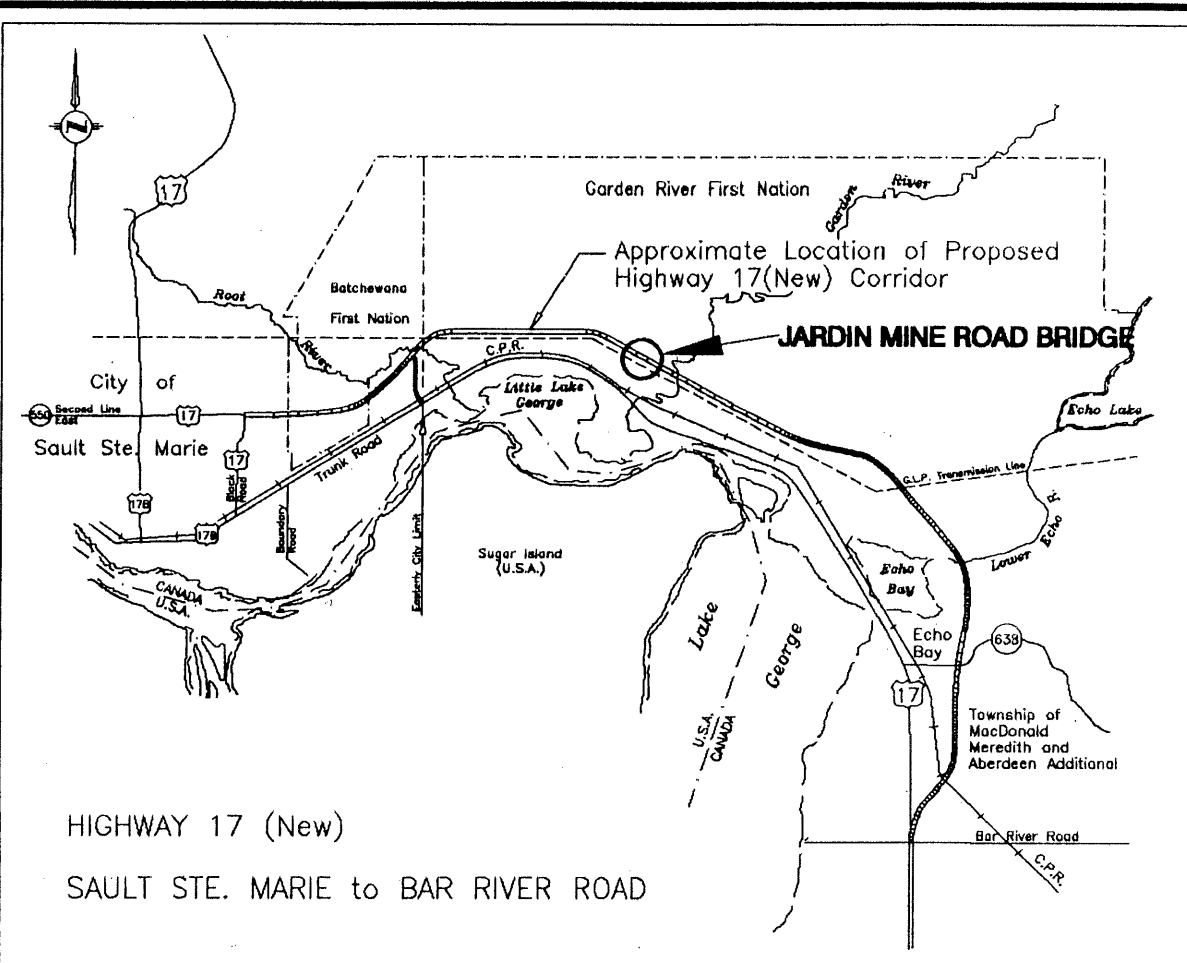 N
17
Garden River First Nation
Garden River
Approximate Location of Proposed
Highway 17(New) Corridor
Root River
Batchewana
First Nation
JARDIN MINE ROAD BRIDGE
C.P.R.
City of
Sault Ste. Marie
Little Lake
George
Echo Lake
550
Second Line
East
17
17
Black
Road
Trunk Road
G.L.P. Transmission Line
17B
17B
Boundary
Road
Easterly City Limit
Sugar Island
(U.S.A.)
Lower Echo R.
Echo
Bay
CANADA
U.S.A.
Lake George
Echo
Bay
638
17
U.S.A.
CANADA
Township of
MacDonald
Meredith and
Aberdeen Additional
HIGHWAY 17 (New)
Bar River Road
C.P.R.
SAULT STE. MARIE to BAR RIVER ROAD